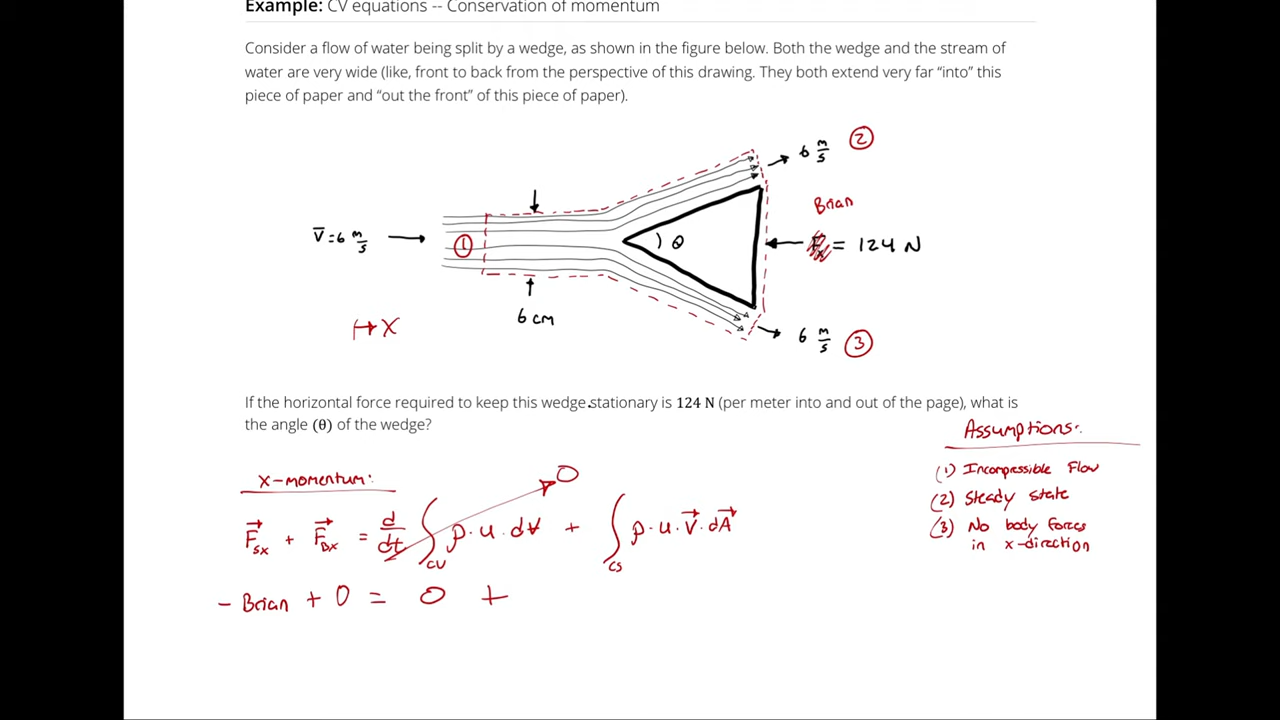 Example: CV equations -- Conservation of momentum
Consider a flow of water being split by a wedge, as shown in the figure below. Both the wedge and the stream of
water are very wide (like, front to back from the perspective of this drawing. They both extend very far “into” this
piece of paper and “out the front” of this piece of paper).
6 m/s ②
Brian
V̅ = 6 m/s
①
θ
= 124 N
6 cm
↦ X
6 m/s ③
If the horizontal force required to keep this wedge stationary is 124 N (per meter into and out of the page), what is
the angle (θ) of the wedge?
Assumptions:
(1) Incompressible Flow
(2) Steady state
(3) No body forces
in x-direction
X-momentum:
0
F⃗sx + F⃗Bx = d/dt ∫CV ρ·u·dV + ∫CS ρ·u·V⃗·dA⃗
- Brian + 0 = 0 +